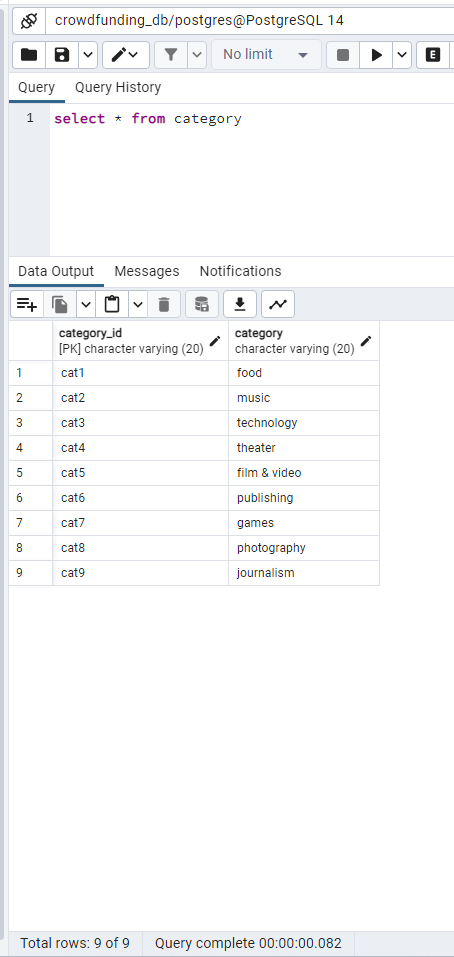 crowdfunding_db/postgres@PostgreSQL 14
No limit
E
Query Query History
1 select * from category
Data Output Messages Notifications
category_id category
[PK] character varying (20) character varying (20)
1 cat1 food
2 cat2 music
3 cat3 technology
4 cat4 theater
5 cat5 film & video
6 cat6 publishing
7 cat7 games
8 cat8 photography
9 cat9 journalism
Total rows: 9 of 9 Query complete 00:00:00.082